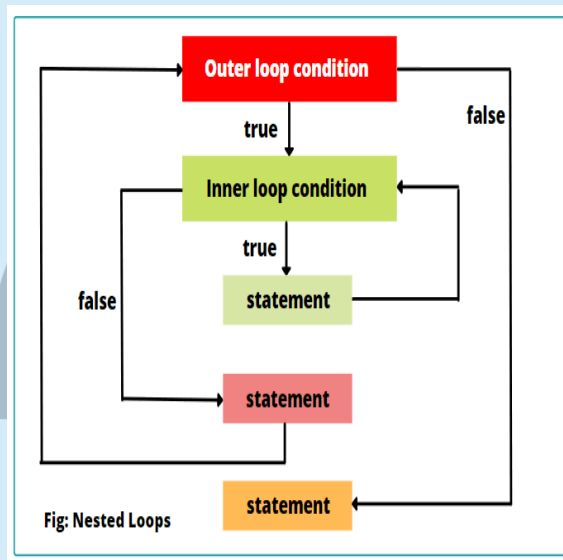 Outer loop condition
true
false
Inner loop condition
true
false
statement
statement
statement
Fig: Nested Loops